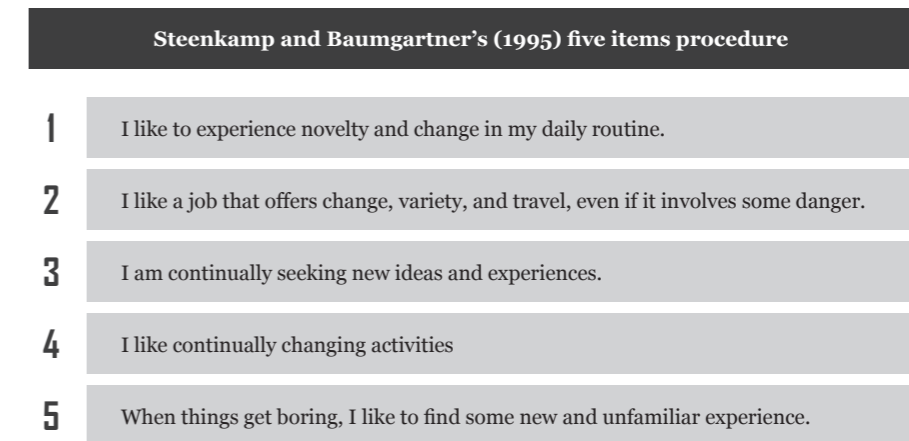 Steenkamp and Baumgartner's (1995) five items procedure
1 I like to experience novelty and change in my daily routine.
2 I like a job that offers change, variety, and travel, even if it involves some danger.
3 I am continually seeking new ideas and experiences.
4 I like continually changing activities
5 When things get boring, I like to find some new and unfamiliar experience.